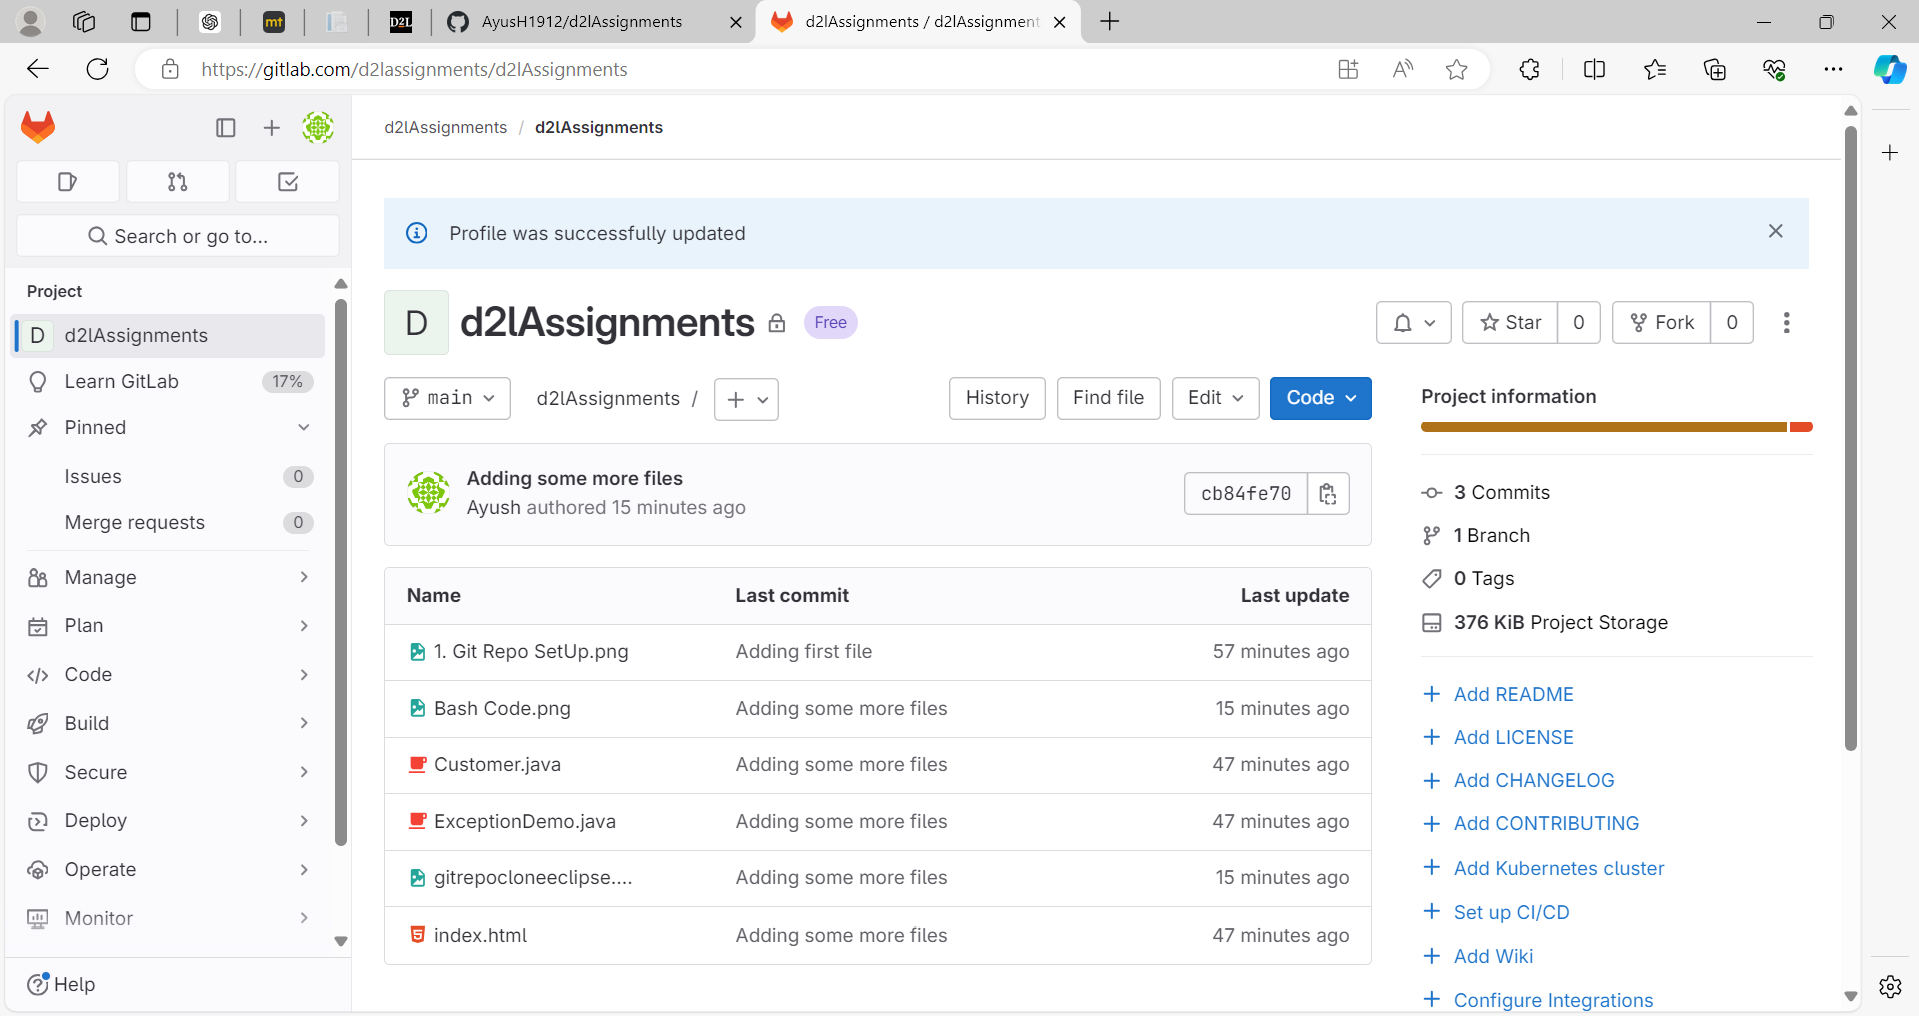 D2L
AyusH1912/d2lAssignments
d2lAssignments / d2lAssignment
mt
https://gitlab.com/d2lassignments/d2lAssignments
d2lAssignments / d2lAssignments
Search or go to...
Profile was successfully updated
Project
D d2lAssignments
Learn GitLab 17%
Pinned
Issues 0
Merge requests 0
Manage
Plan
Code
Build
Secure
Deploy
Operate
Monitor
Help
D d2lAssignments Free
Star 0
Fork 0
main
d2lAssignments /
History
Find file
Edit
Code
Adding some more files
Ayush authored 15 minutes ago
cb84fe70
Name Last commit Last update
1. Git Repo SetUp.png Adding first file 57 minutes ago
Bash Code.png Adding some more files 15 minutes ago
Customer.java Adding some more files 47 minutes ago
ExceptionDemo.java Adding some more files 47 minutes ago
gitrepocloneeclipse.... Adding some more files 15 minutes ago
index.html Adding some more files 47 minutes ago
Project information
3 Commits
1 Branch
0 Tags
376 KiB Project Storage
Add README
Add LICENSE
Add CHANGELOG
Add CONTRIBUTING
Add Kubernetes cluster
Set up CI/CD
Add Wiki
Configure Integrations